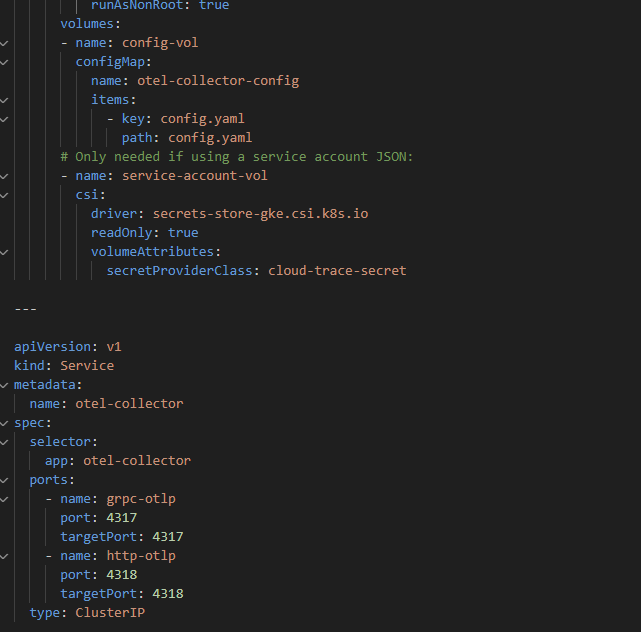 runAsNonRoot: true
volumes:
- name: config-vol
configMap:
name: otel-collector-config
items:
- key: config.yaml
path: config.yaml
# Only needed if using a service account JSON:
- name: service-account-vol
csi:
driver: secrets-store-gke.csi.k8s.io
readOnly: true
volumeAttributes:
secretProviderClass: cloud-trace-secret
---
apiVersion: v1
kind: Service
metadata:
name: otel-collector
spec:
selector:
app: otel-collector
ports:
- name: grpc-otlp
port: 4317
targetPort: 4317
- name: http-otlp
port: 4318
targetPort: 4318
type: ClusterIP